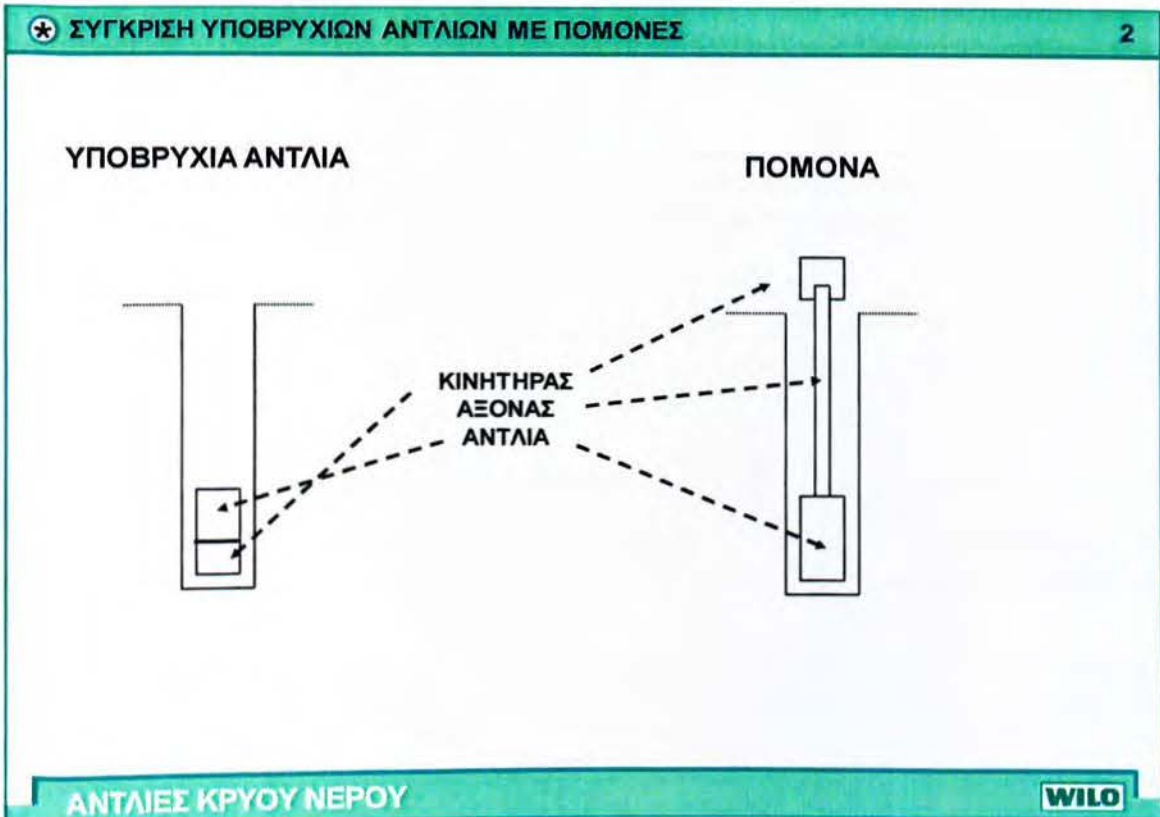 ΣΥΓΚΡΙΣΗ ΥΠΟΒΡΥΧΙΩΝ ΑΝΤΛΙΩΝ ΜΕ ΠΟΜΟΝΕΣ 2
ΥΠΟΒΡΥΧΙΑ ΑΝΤΛΙΑ
ΠΟΜΟΝΑ
ΚΙΝΗΤΗΡΑΣ
ΑΞΟΝΑΣ
ΑΝΤΛΙΑ
ΑΝΤΛΙΕΣ ΚΡΥΟΥ ΝΕΡΟΥ
WILO